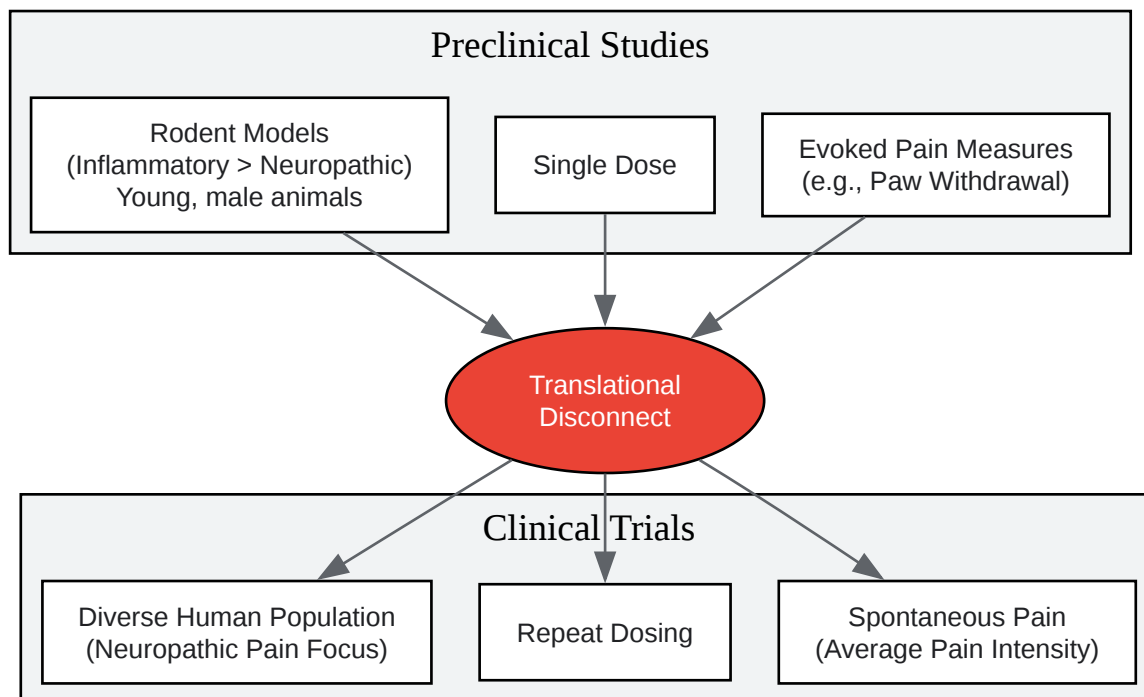 Preclinical Studies
Rodent Models
(Inflammatory > Neuropathic)
Young, male animals
Single Dose
Evoked Pain Measures
(e.g., Paw Withdrawal)
Translational
Disconnect
Clinical Trials
Diverse Human Population
(Neuropathic Pain Focus)
Repeat Dosing
Spontaneous Pain
(Average Pain Intensity)